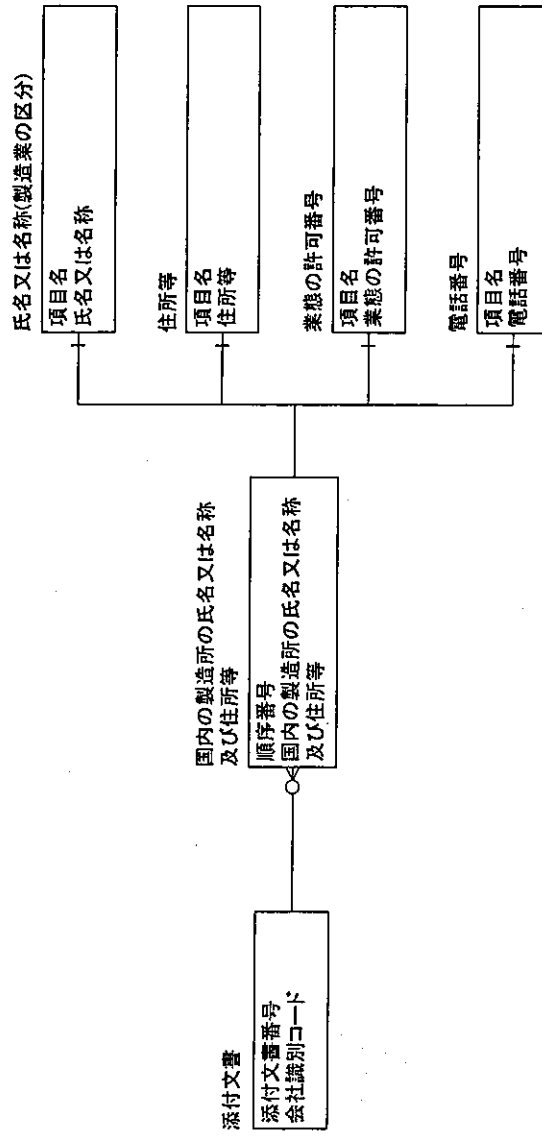 添付文書
添付文書番号
会社識別コード
国内の製造所の氏名又は名称
及び住所等
順序番号
国内の製造所の氏名又は名称
及び住所等
氏名又は名称(製造業の区分)
項目名
氏名又は名称
住所等
項目名
住所等
業態の許可番号
項目名
業態の許可番号
電話番号
項目名
電話番号